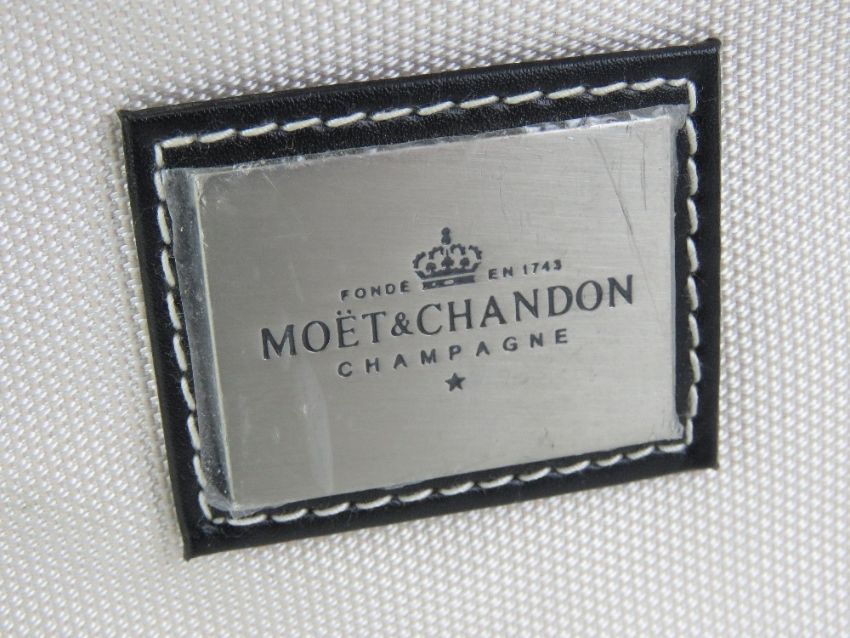 FONDÉ EN 1743
MOËT & CHANDON
CHAMPAGNE